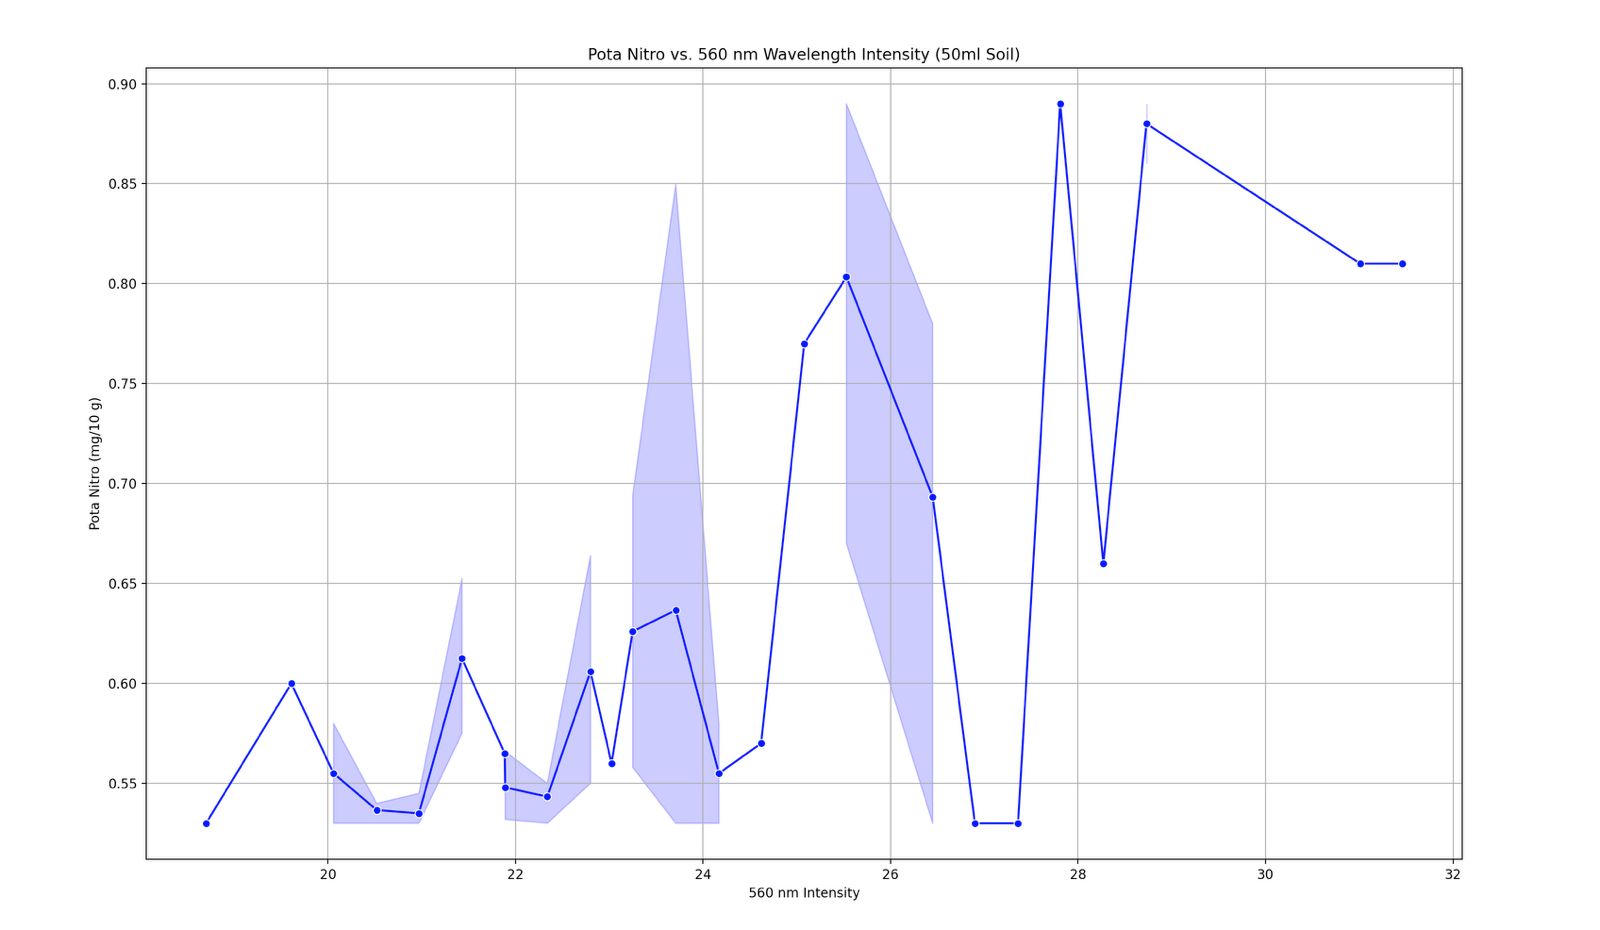 Pota Nitro vs. 560 nm Wavelength Intensity (50ml Soil)
0.90
0.85
0.80
0.75
0.70
0.65
0.60
0.55
Pota Nitro (mg/10 g)
20 22 24 26 28 30 32
560 nm Intensity